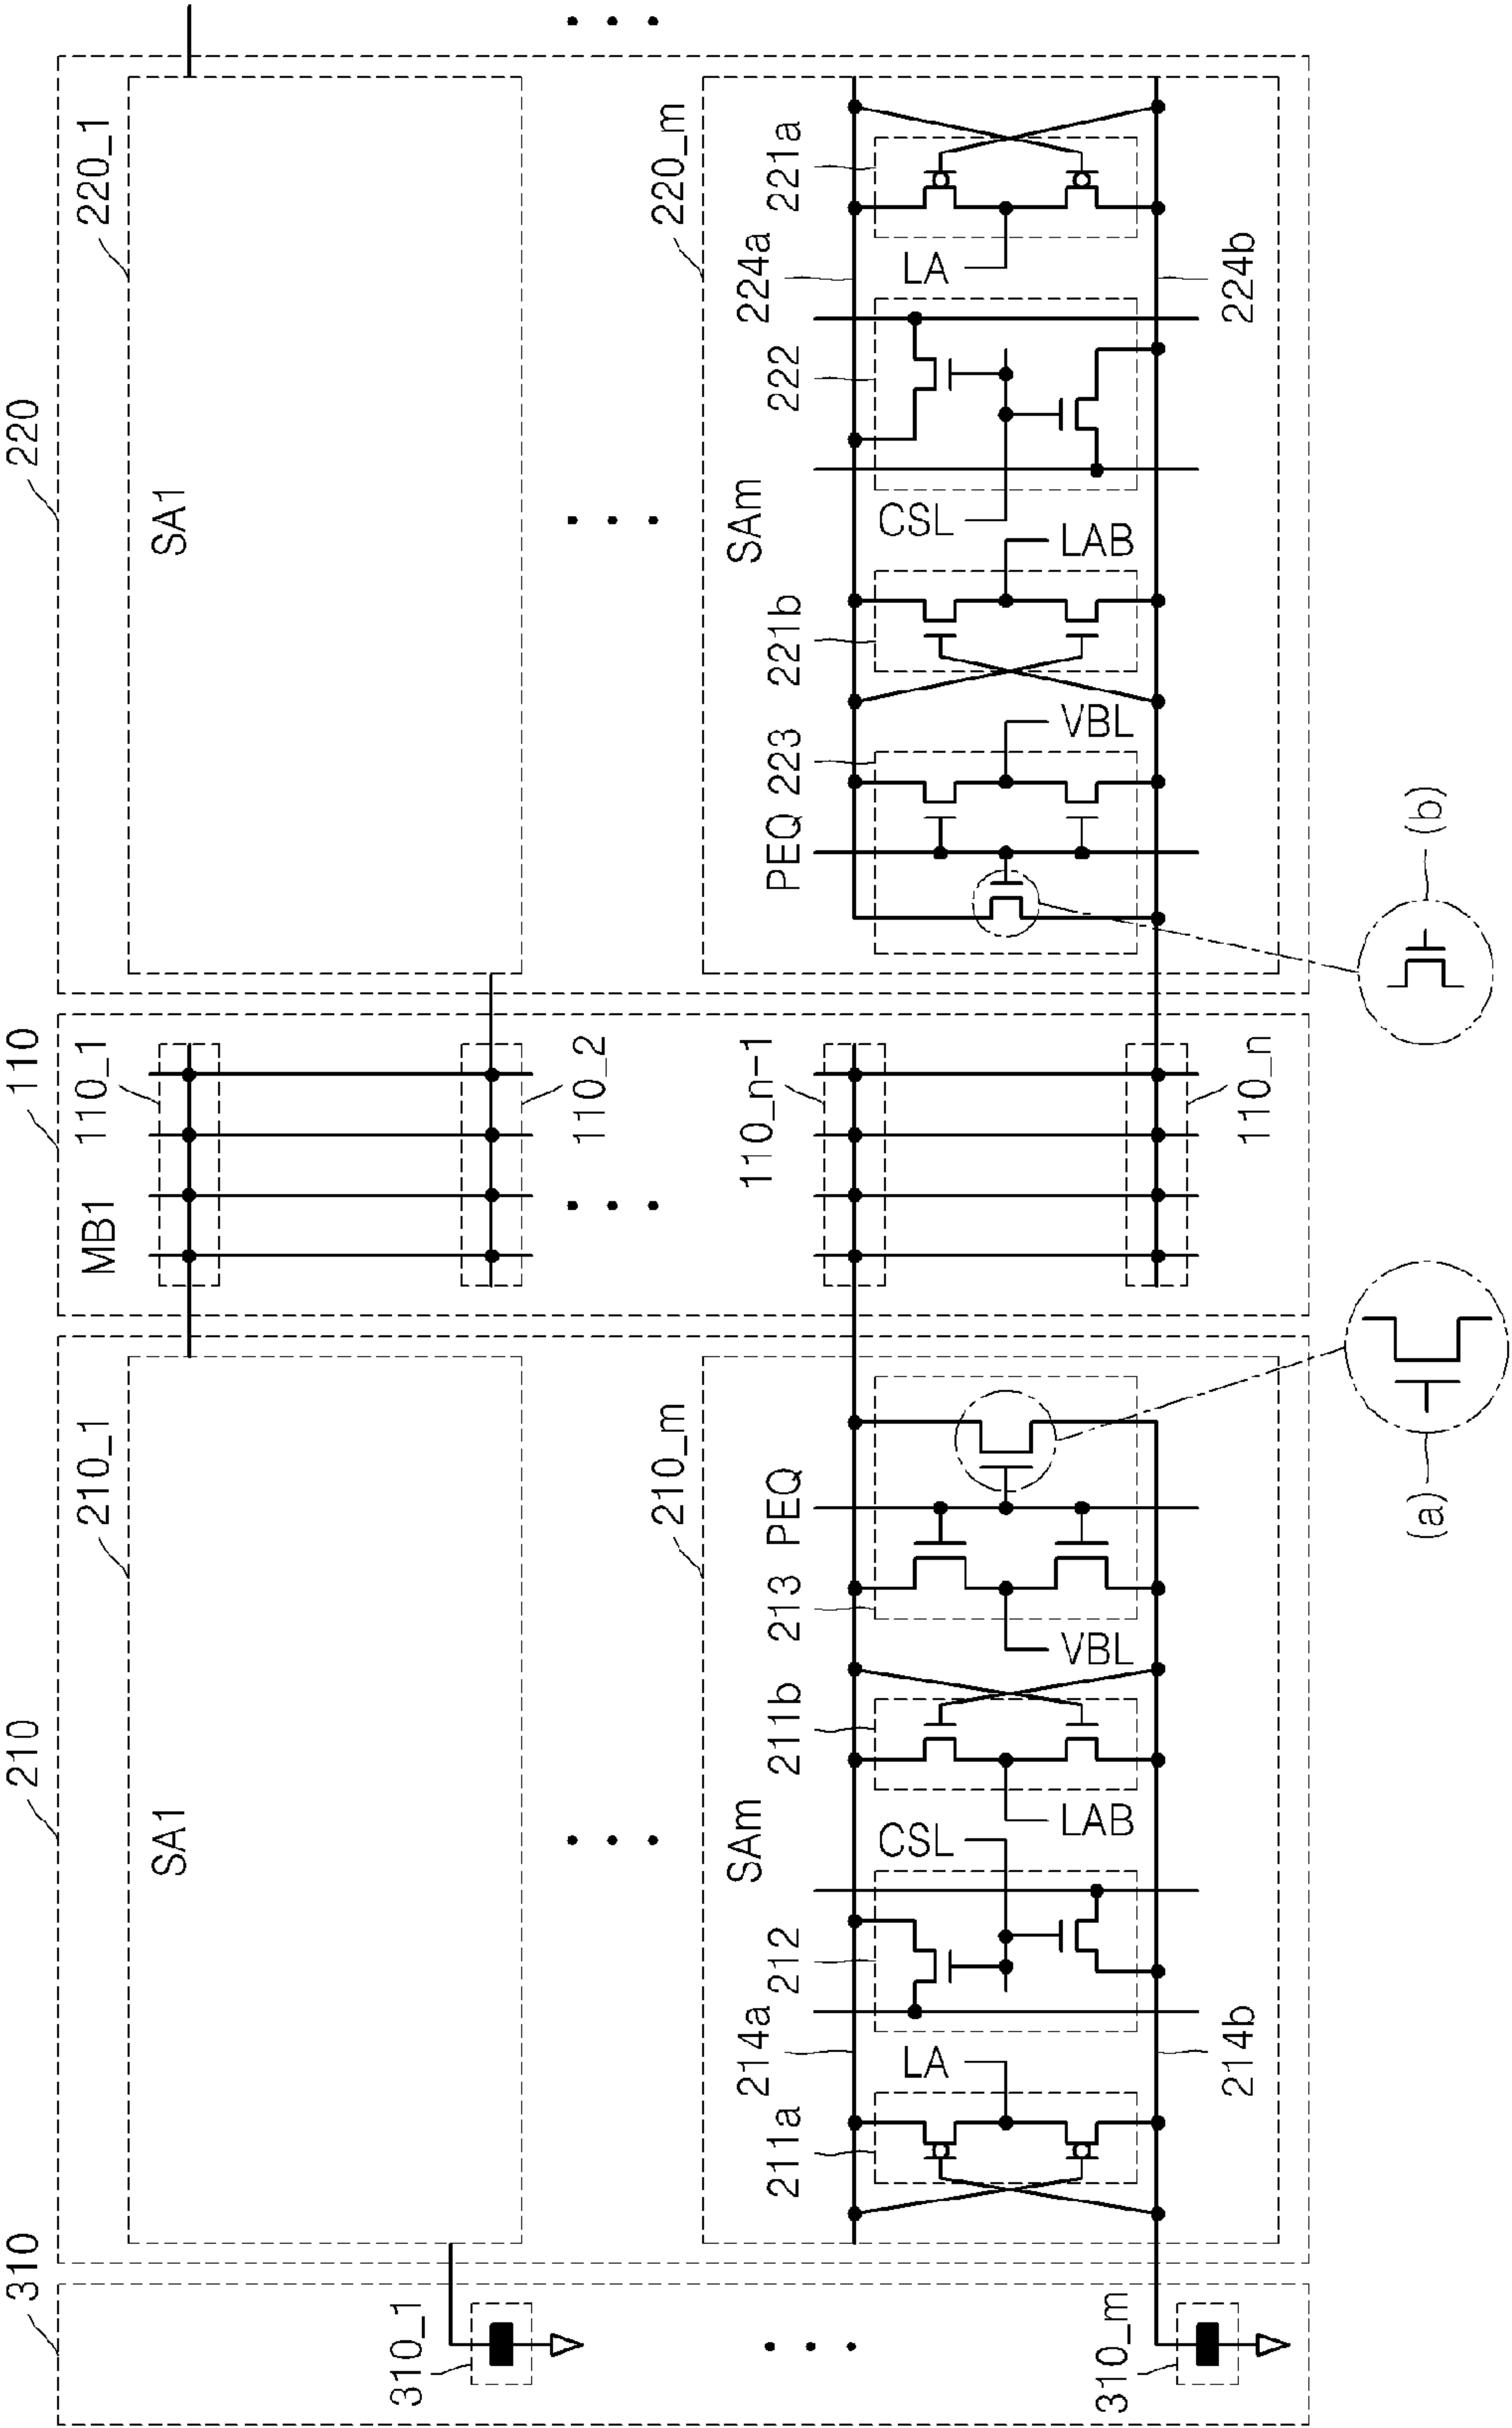 310
310_1
310_m
210
210_1
SA1
210_m
SAm
211a
214a
LA
212
CSL
211b
LAB
213
PEQ
VBL
214b
(a)
110
MB1
110_1
110_2
110_n-1
110_n
220
220_1
SA1
220_m
SAm
PEQ
223
VBL
221b
LAB
CSL
222
224a
LA
221a
224b
(b)